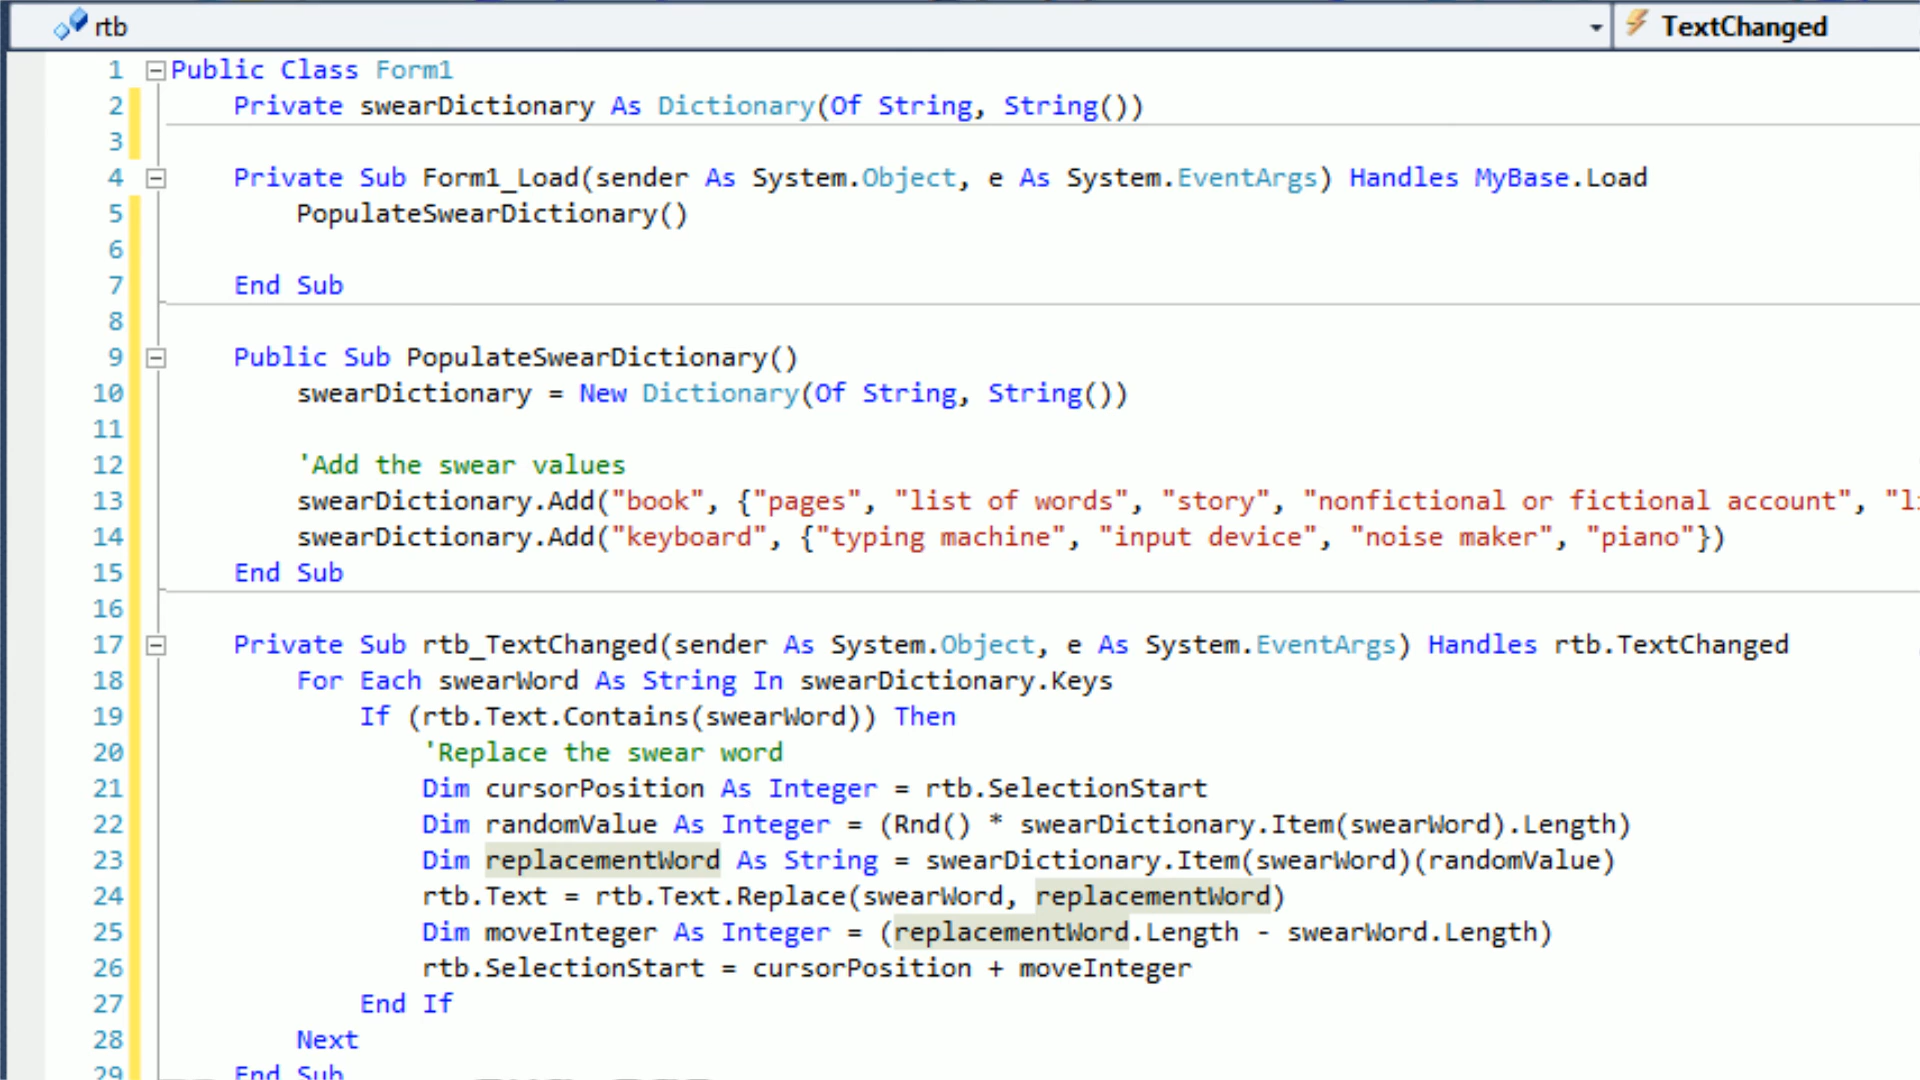 rtb TextChanged
1 Public Class Form1
2 Private swearDictionary As Dictionary(Of String, String())
3
4 Private Sub Form1_Load(sender As System.Object, e As System.EventArgs) Handles MyBase.Load
5 PopulateSwearDictionary()
6
7 End Sub
8
9 Public Sub PopulateSwearDictionary()
10 swearDictionary = New Dictionary(Of String, String())
11
12 'Add the swear values
13 swearDictionary.Add("book", {"pages", "list of words", "story", "nonfictional or fictional account",
14 swearDictionary.Add("keyboard", {"typing machine", "input device", "noise maker", "piano"})
15 End Sub
16
17 Private Sub rtb_TextChanged(sender As System.Object, e As System.EventArgs) Handles rtb.TextChanged
18 For Each swearWord As String In swearDictionary.Keys
19 If (rtb.Text.Contains(swearWord)) Then
20 'Replace the swear word
21 Dim cursorPosition As Integer = rtb.SelectionStart
22 Dim randomValue As Integer = (Rnd() * swearDictionary.Item(swearWord).Length)
23 Dim replacementWord As String = swearDictionary.Item(swearWord)(randomValue)
24 rtb.Text = rtb.Text.Replace(swearWord, replacementWord)
25 Dim moveInteger As Integer = (replacementWord.Length - swearWord.Length)
26 rtb.SelectionStart = cursorPosition + moveInteger
27 End If
28 Next
29 End Sub